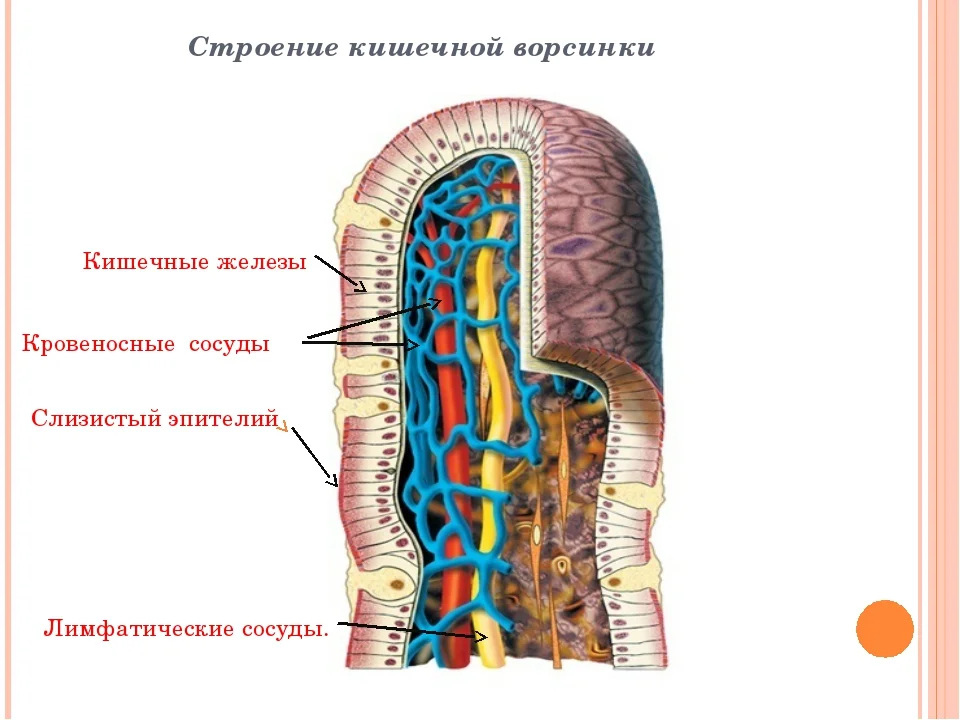 Строение кишечной ворсинки
Кишечные железы
Кровеносные сосуды
Слизистый эпителий
Лимфатические сосуды.